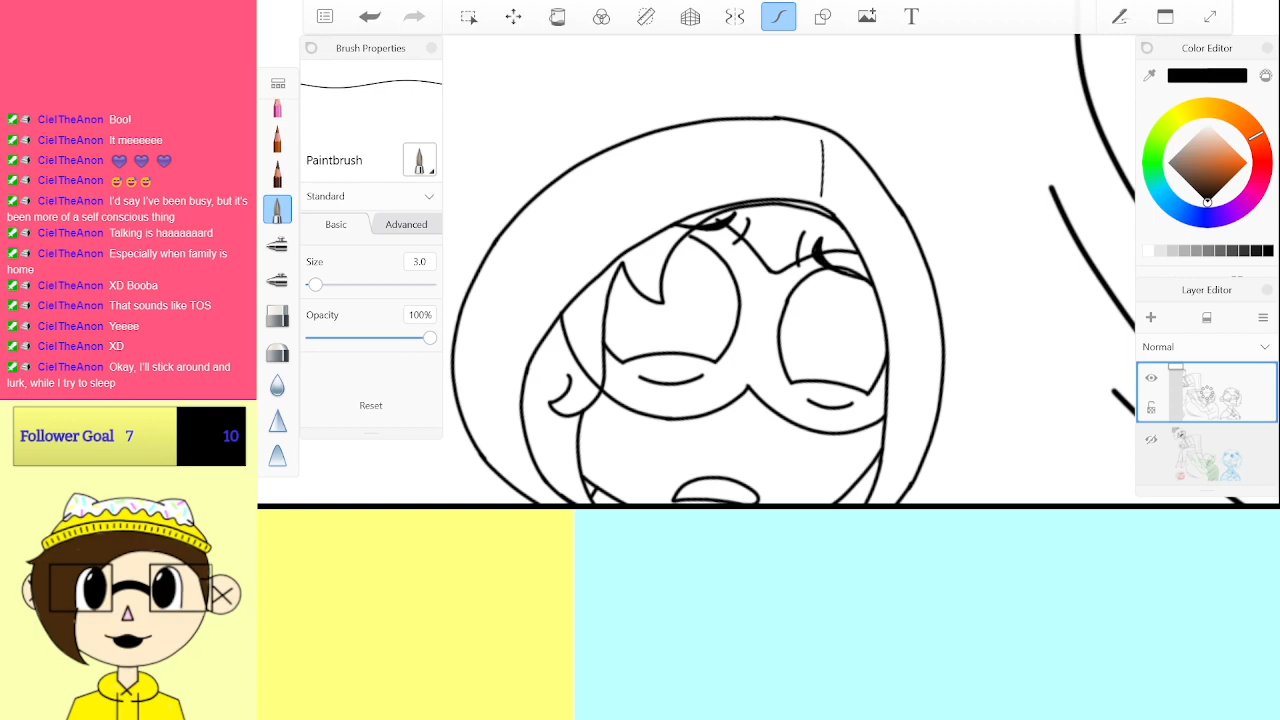 CielTheAnon Boo!
CielTheAnon It meeeeee
CielTheAnon 💜 💜 💜
CielTheAnon 😅 😅 😅
CielTheAnon I'd say I've been busy, but it's
been more of a self conscious thing
CielTheAnon Talking is haaaaaaard
CielTheAnon Especially when family is
home
CielTheAnon XD Booba
CielTheAnon That sounds like TOS
CielTheAnon Yeeee
CielTheAnon XD
CielTheAnon Okay, I'll stick around and
lurk, while I try to sleep
Follower Goal 7 10
T
Brush Properties
Paintbrush
Standard
Basic Advanced
Size 3.0
Opacity 100%
Reset
Color Editor
Layer Editor
Normal